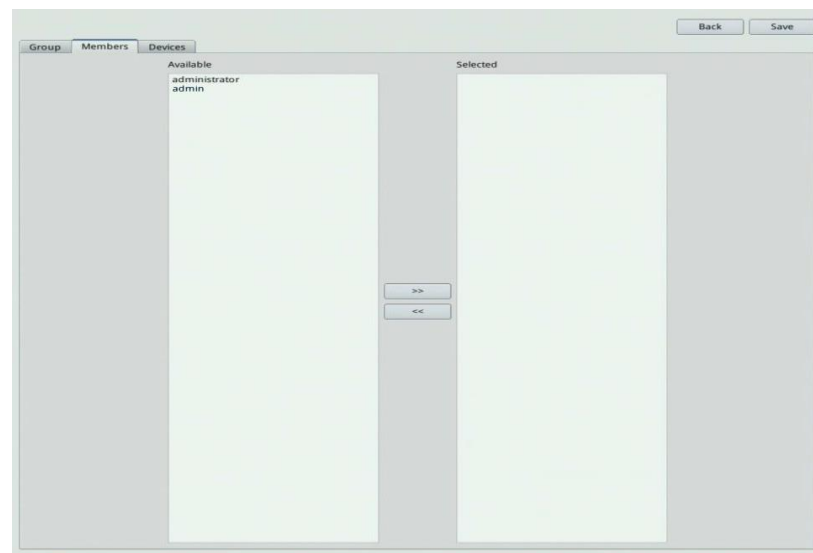 Back Save
Group Members Devices
Available Selected
administrator
admin
>>
<<